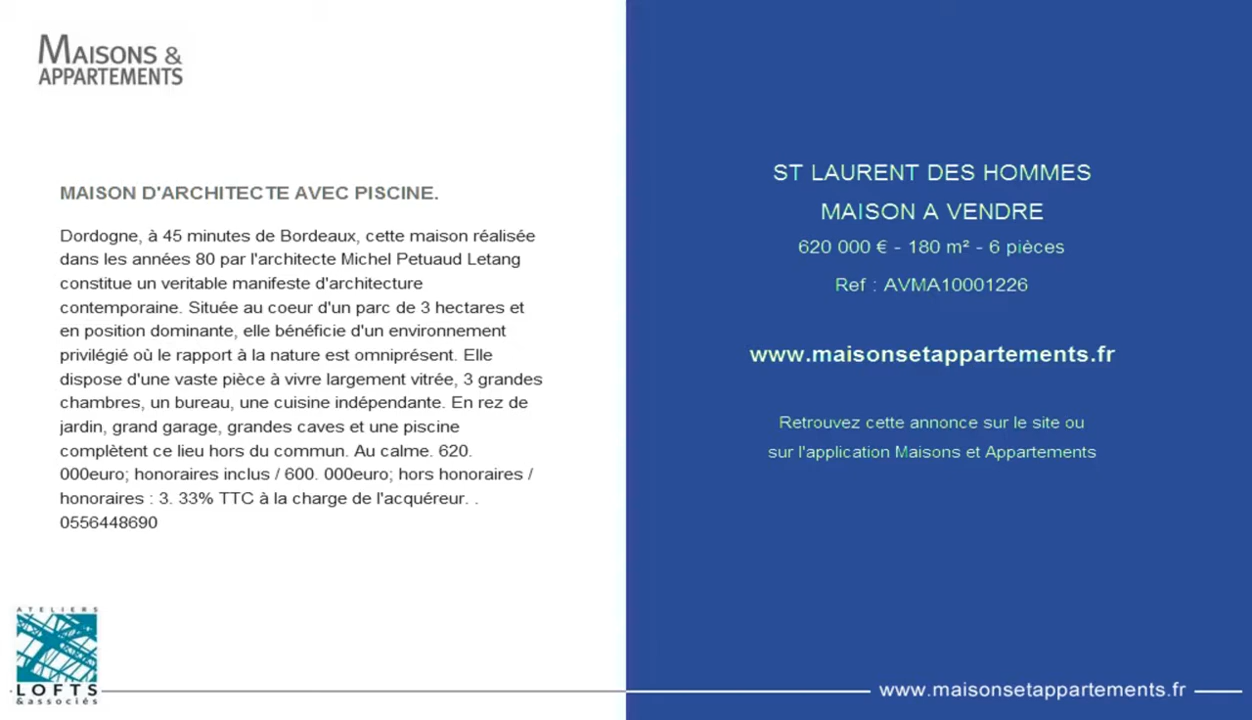 MAISONS &
APPARTEMENTS
MAISON D'ARCHITECTE AVEC PISCINE.
Dordogne, à 45 minutes de Bordeaux, cette maison réalisée
dans les années 80 par l'architecte Michel Petuaud Letang
constitue un veritable manifeste d'architecture
contemporaine. Située au coeur d'un parc de 3 hectares et
en position dominante, elle bénéficie d'un environnement
privilégié où le rapport à la nature est omniprésent. Elle
dispose d'une vaste pièce à vivre largement vitrée, 3 grandes
chambres, un bureau, une cuisine indépendante. En rez de
jardin, grand garage, grandes caves et une piscine
complètent ce lieu hors du commun. Au calme. 620.
000euro; honoraires inclus / 600. 000euro; hors honoraires /
honoraires : 3. 33% TTC à la charge de l'acquéreur. .
0556448690
ATELIERS
LOFTS
&associés
ST LAURENT DES HOMMES
MAISON A VENDRE
620 000 € - 180 m² - 6 pièces
Ref : AVMA10001226
www.maisonsetappartements.fr
Retrouvez cette annonce sur le site ou
sur l'application Maisons et Appartements
www.maisonsetappartements.fr